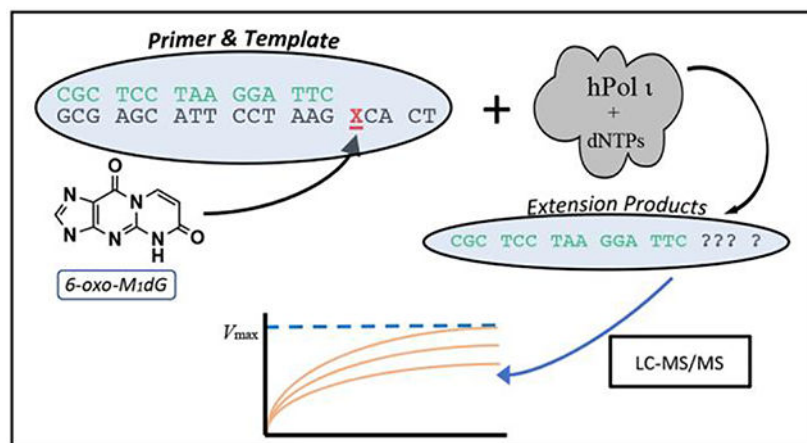 Primer & Template
CGC TCC TAA GGA TTC
GCG AGC ATT CCT AAG XCA CT
+
hPol ι
+
dNTPs
O
N
N
N
N
N
H
O
6-oxo-M1dG
Extension Products
CGC TCC TAA GGA TTC ??? ?
Vmax
LC-MS/MS